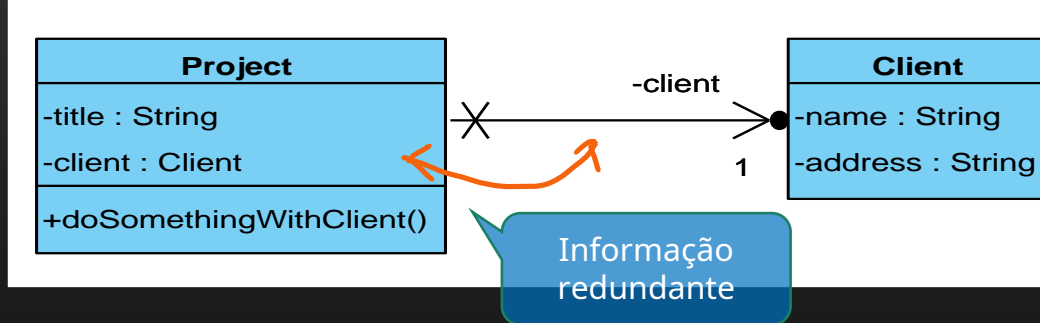 Project
-title : String
-client : Client
+doSomethingWithClient()
-client
1
Client
-name : String
-address : String
Informação
redundante